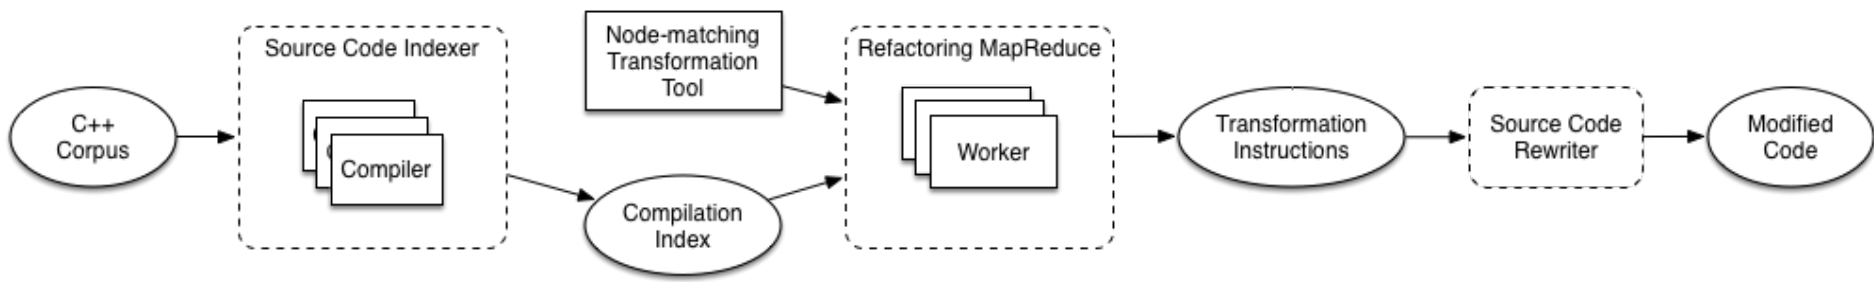 C++
Corpus
Source Code Indexer
Compiler
Node-matching
Transformation
Tool
Compilation
Index
Refactoring MapReduce
Worker
Transformation
Instructions
Source Code
Rewriter
Modified
Code